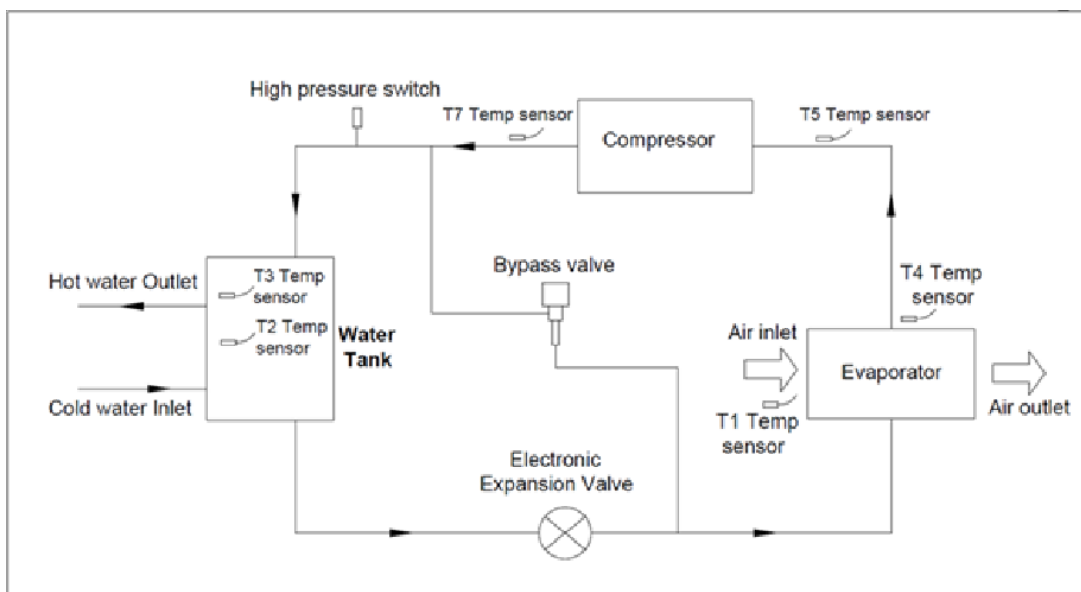 High pressure switch
T7 Temp sensor
Compressor
T5 Temp sensor
Hot water Outlet
T3 Temp
sensor
T2 Temp
sensor
Water
Tank
Cold water Inlet
Bypass valve
T4 Temp
sensor
Air inlet
Evaporator
Air outlet
T1 Temp
sensor
Electronic
Expansion Valve